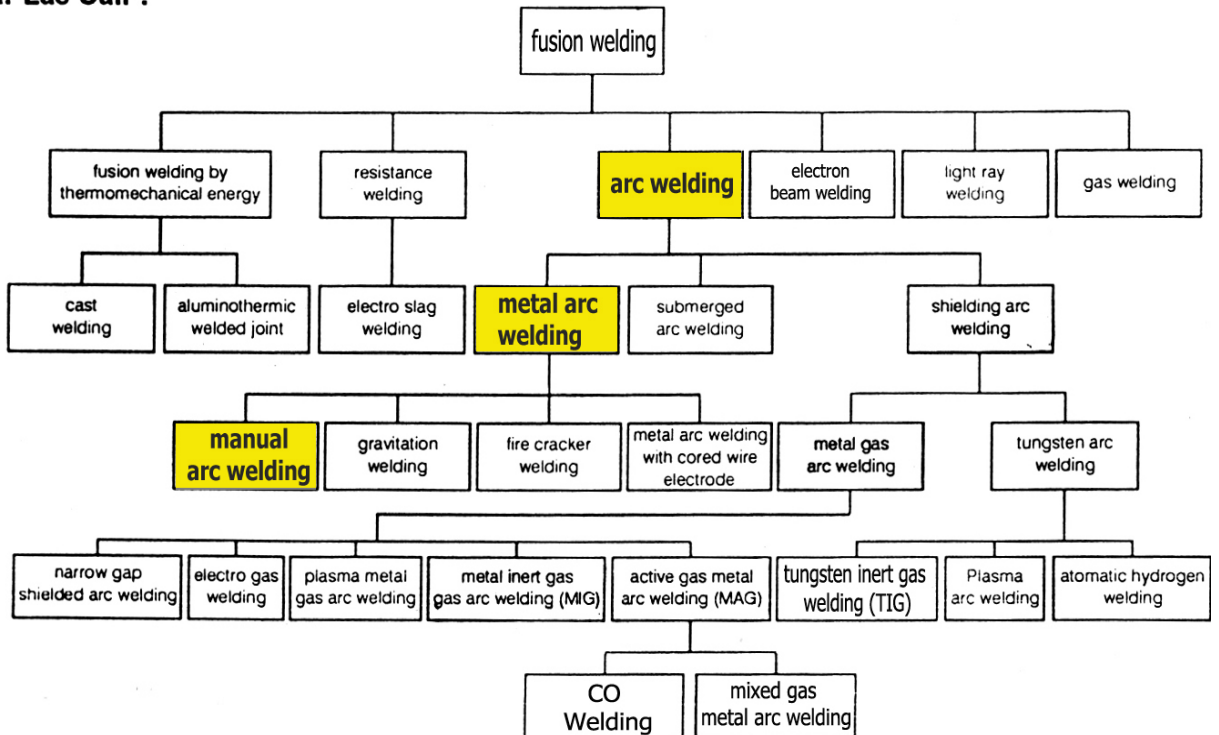 fusion welding
fusion welding by
thermomechanical energy
resistance
welding
arc welding
electron
beam welding
light ray
welding
gas welding
cast
welding
aluminothermic
welded joint
electro slag
welding
metal arc
welding
submerged
arc welding
shielding arc
welding
manual
arc welding
gravitation
welding
fire cracker
welding
metal arc welding
with cored wire
electrode
metal gas
arc welding
tungsten arc
welding
narrow gap
shielded arc welding
electro gas
welding
plasma metal
gas arc welding
metal inert gas
gas arc welding (MIG)
active gas metal
arc welding (MAG)
tungsten inert gas
welding (TIG)
Plasma
arc welding
atomatic hydrogen
welding
CO
Welding
mixed gas
metal arc welding